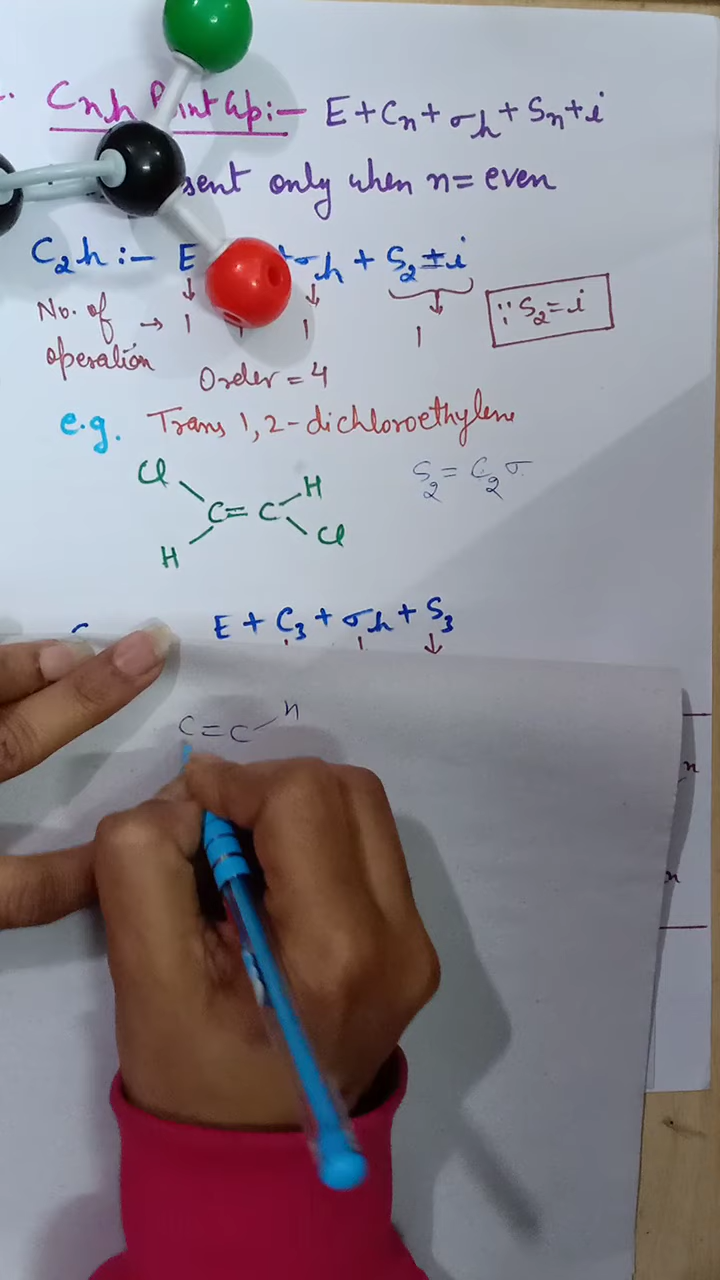 Cnh Point Gp:- E + Cn + σh + Sn + i
sent only when n = even
C2h :- E + σh + S2 ± i
No. of operation → 1 1 1 1 ∵ S2 = i
Order = 4
e.g. Trans 1,2-dichloroethylene
Cl H S2 = C2 σ
C = C
H Cl
E + C3 + σh + S3
C = C H